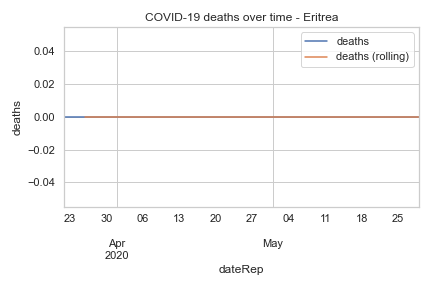 COVID-19 deaths over time - Eritrea
deaths
deaths (rolling)
deaths
0.04
0.02
0.00
−0.02
−0.04
23 30 06 13 20 27 04 11 18 25
Apr May
2020
dateRep